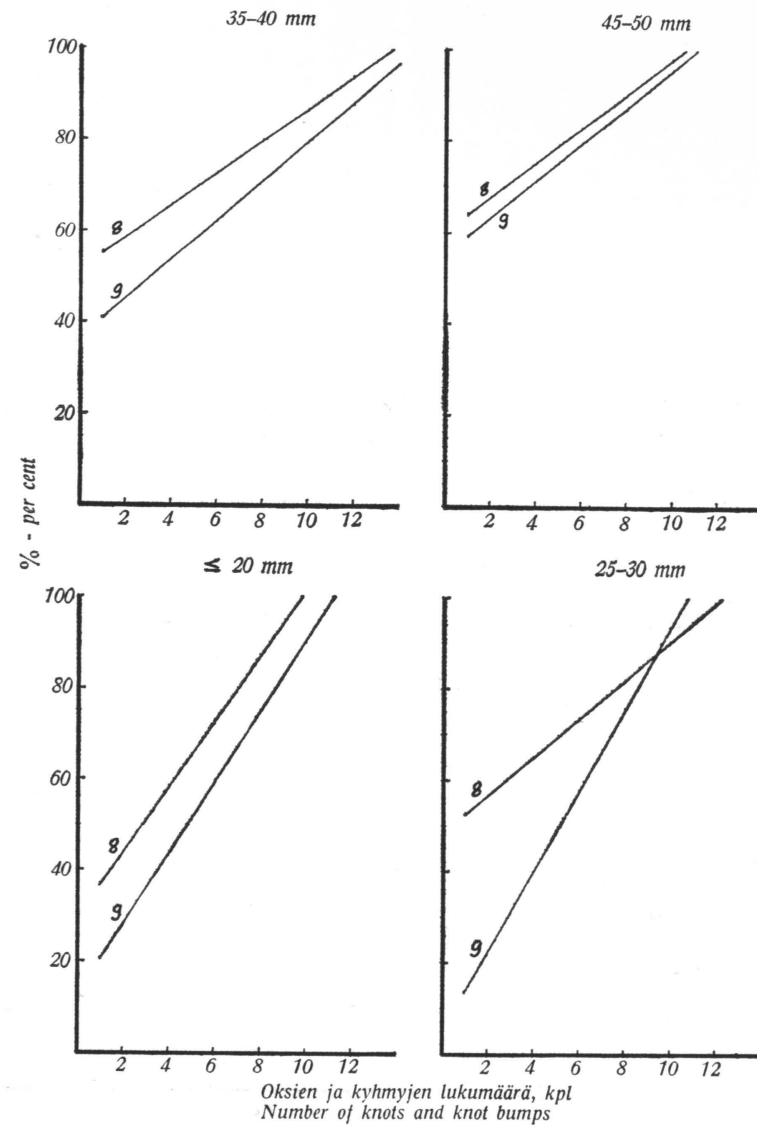 35–40 mm
100
80
60
40
20
8
9
2 4 6 8 10 12
45–50 mm
8
9
2 4 6 8 10 12
% - per cent
≤ 20 mm
100
80
60
40
20
8
9
2 4 6 8 10 12
25–30 mm
8
9
2 4 6 8 10 12
Oksien ja kyhmyjen lukumäärä, kpl
Number of knots and knot bumps